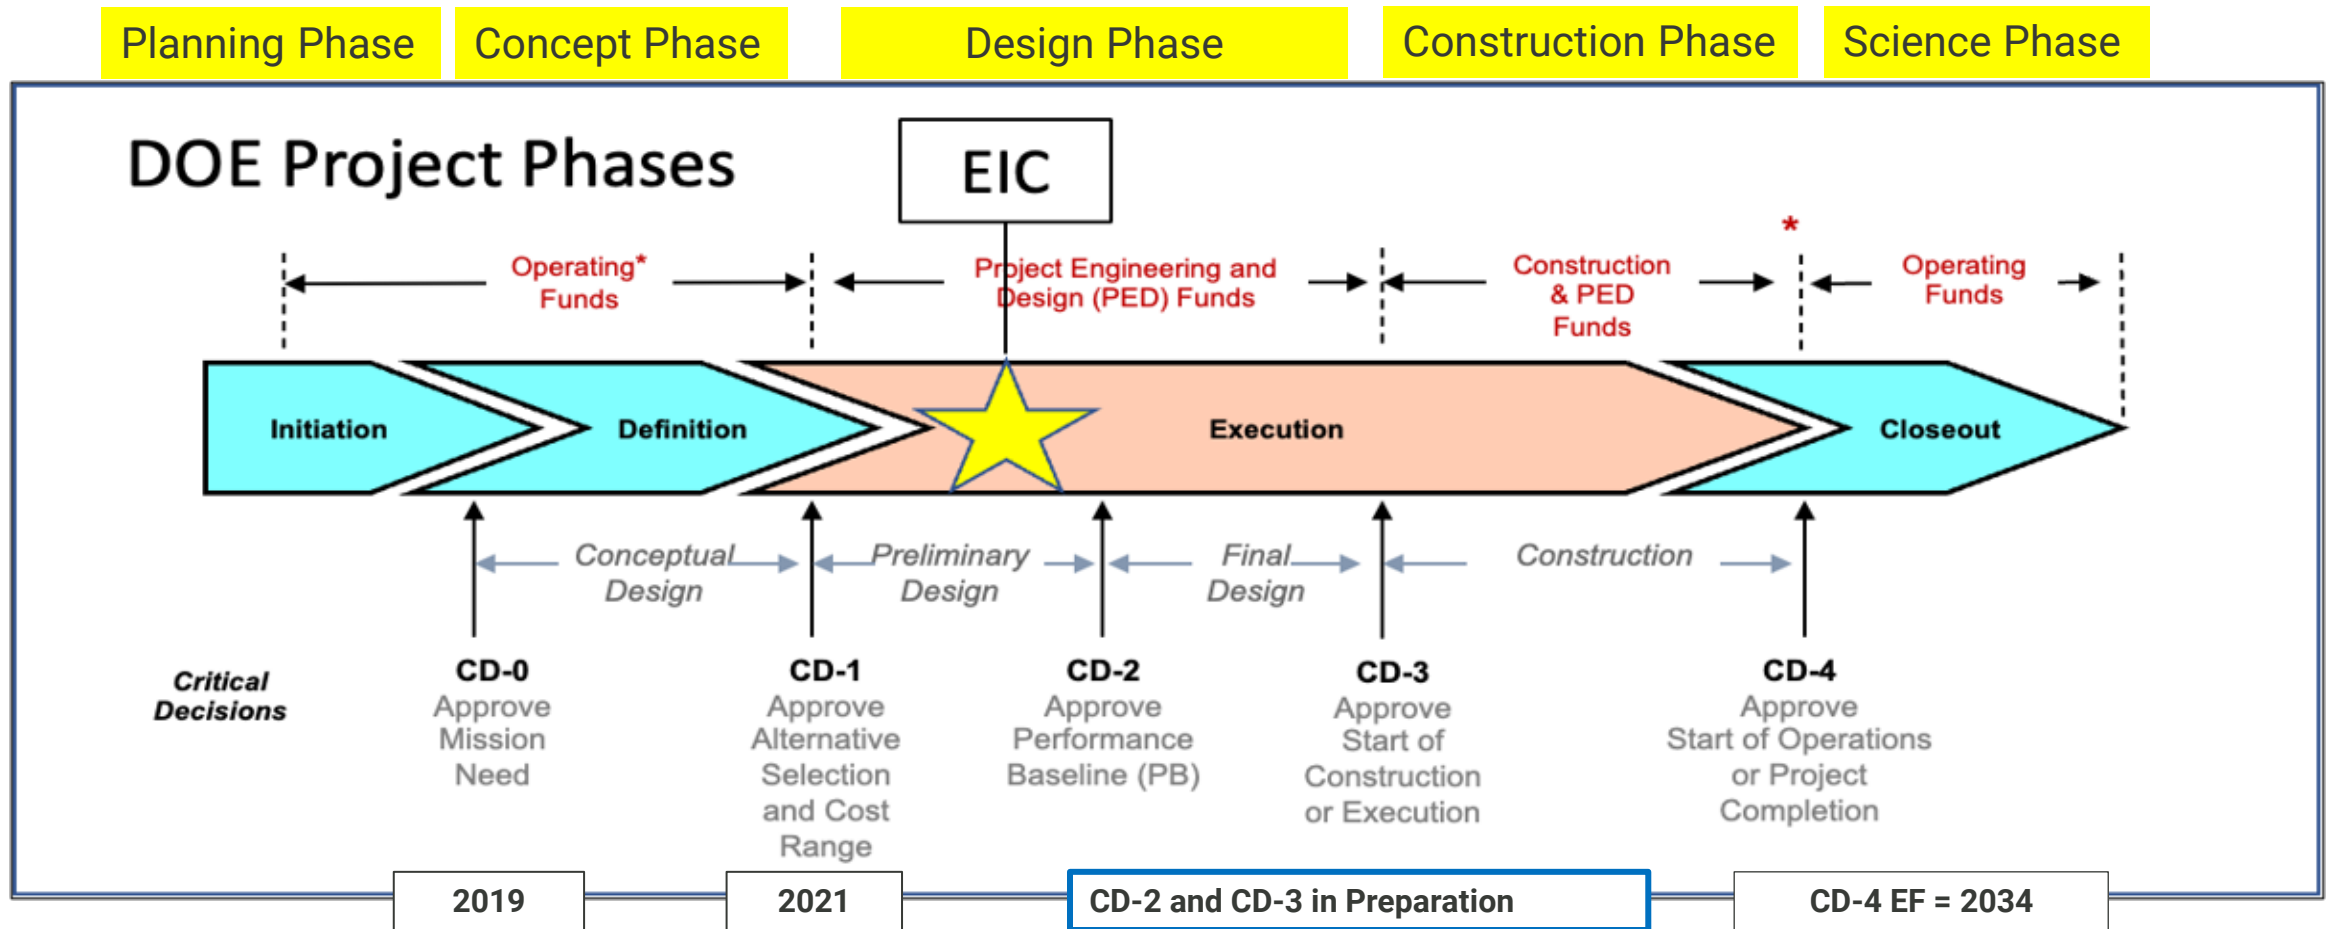 Planning Phase
Concept Phase
Design Phase
Construction Phase
Science Phase
DOE Project Phases
EIC
*
Operating*
Funds
Project Engineering and
Design (PED) Funds
Construction
& PED
Funds
Operating
Funds
Initiation
Definition
Execution
Closeout
Conceptual
Design
Preliminary
Design
Final
Design
Construction
Critical
Decisions
CD-0
Approve
Mission
Need
CD-1
Approve
Alternative
Selection
and Cost
Range
CD-2
Approve
Performance
Baseline (PB)
CD-3
Approve
Start of
Construction
or Execution
CD-4
Approve
Start of Operations
or Project
Completion
2019
2021
CD-2 and CD-3 in Preparation
CD-4 EF = 2034